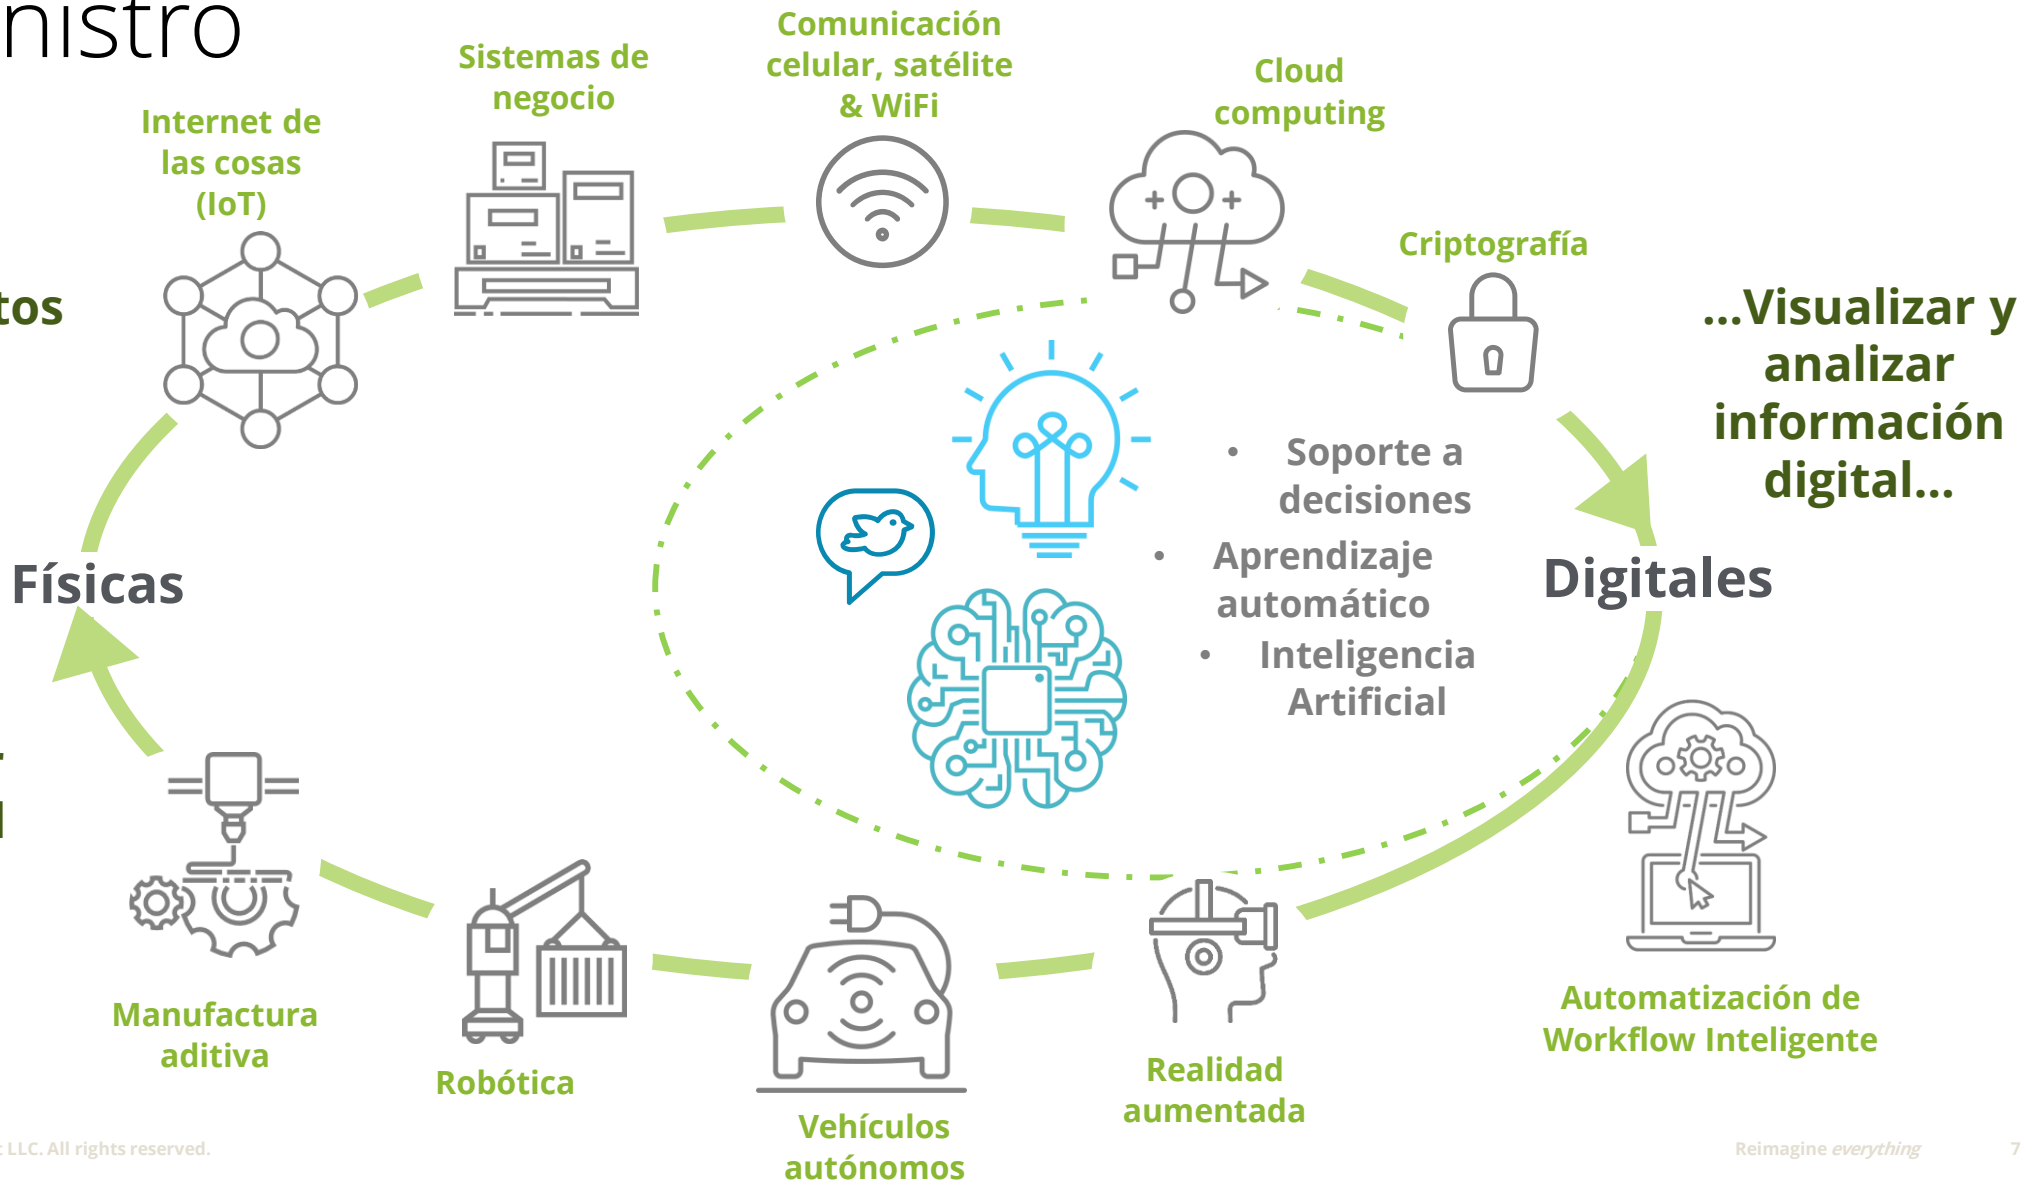 nistro
Comunicación
celular, satélite
& WiFi
Sistemas de
negocio
Cloud
computing
Internet de
las cosas
(IoT)
Criptografía
tos
...Visualizar y
analizar
información
digital...
• Soporte a
decisiones
• Aprendizaje
automático
• Inteligencia
Artificial
Físicas
Digitales
Manufactura
aditiva
Robótica
Vehículos
autónomos
Realidad
aumentada
Automatización de
Workflow Inteligente
LLC. All rights reserved.
Reimagine everything 7